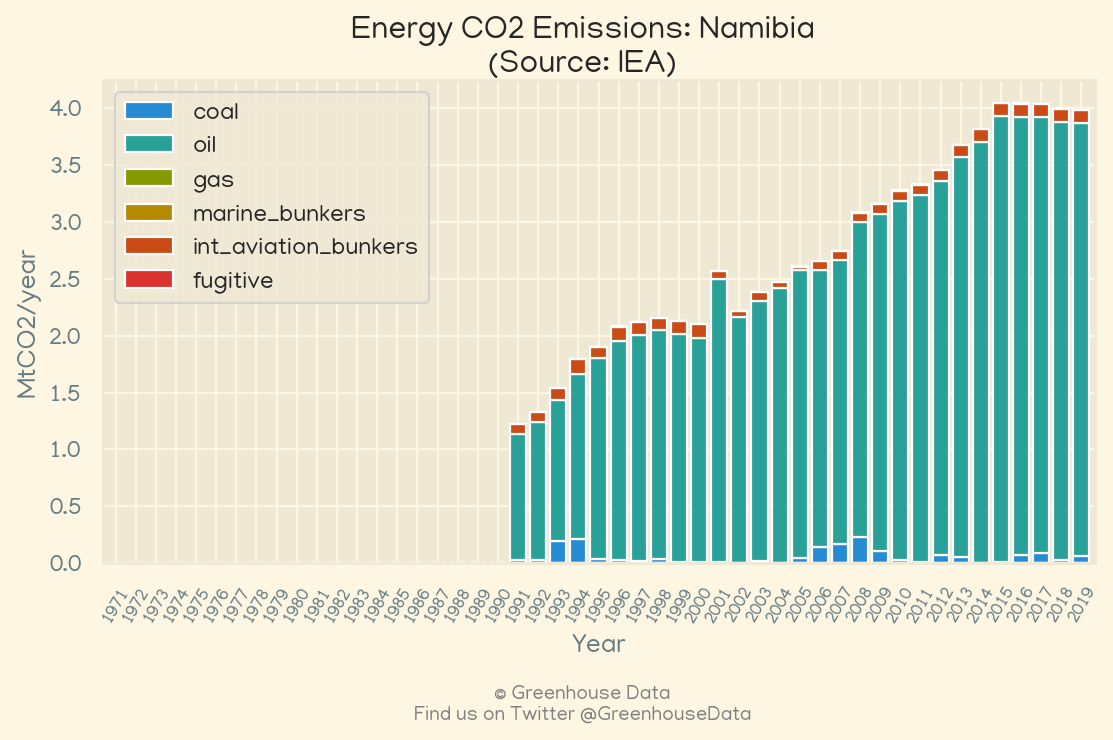 Energy CO2 Emissions: Namibia
(Source: IEA)
coal
oil
gas
marine_bunkers
int_aviation_bunkers
fugitive
MtCO2/year
4.0
3.5
3.0
2.5
2.0
1.5
1.0
0.5
0.0
1971 1972 1973 1974 1975 1976 1977 1978 1979 1980 1981 1982 1983 1984 1985 1986 1987 1988 1989 1990 1991 1992 1993 1994 1995 1996 1997 1998 1999 2000 2001 2002 2003 2004 2005 2006 2007 2008 2009 2010 2011 2012 2013 2014 2015 2016 2017 2018 2019
Year
© Greenhouse Data
Find us on Twitter @GreenhouseData